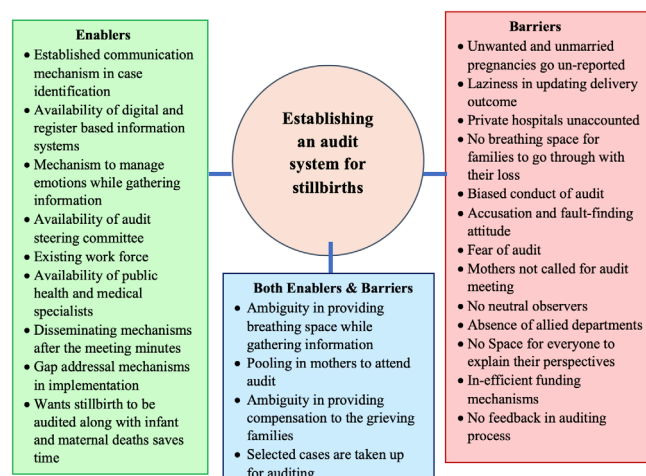 Enablers
• Established communication
mechanism in case
identification
• Availability of digital and
register based information
systems
• Mechanism to manage
emotions while gathering
information
• Availability of audit
steering committee
• Existing work force
• Availability of public
health and medical
specialists
• Disseminating mechanisms
after the meeting minutes
• Gap addressal mechanisms
in implementation
• Wants stillbirth to be
audited along with infant
and maternal deaths saves
time
Establishing
an audit
system for
stillbirths
Both Enablers & Barriers
• Ambiguity in providing
breathing space while
gathering information
• Pooling in mothers to attend
audit
• Ambiguity in providing
compensation to the grieving
families
• Selected cases are taken up
for auditing
Barriers
• Unwanted and unmarried
pregnancies go un-reported
• Laziness in updating delivery
outcome
• Private hospitals unaccounted
• No breathing space for
families to go through with
their loss
• Biased conduct of audit
• Accusation and fault-finding
attitude
• Fear of audit
• Mothers not called for audit
meeting
• No neutral observers
• Absence of allied departments
• No Space for everyone to
explain their perspectives
• In-efficient funding
mechanisms
• No feedback in auditing
process